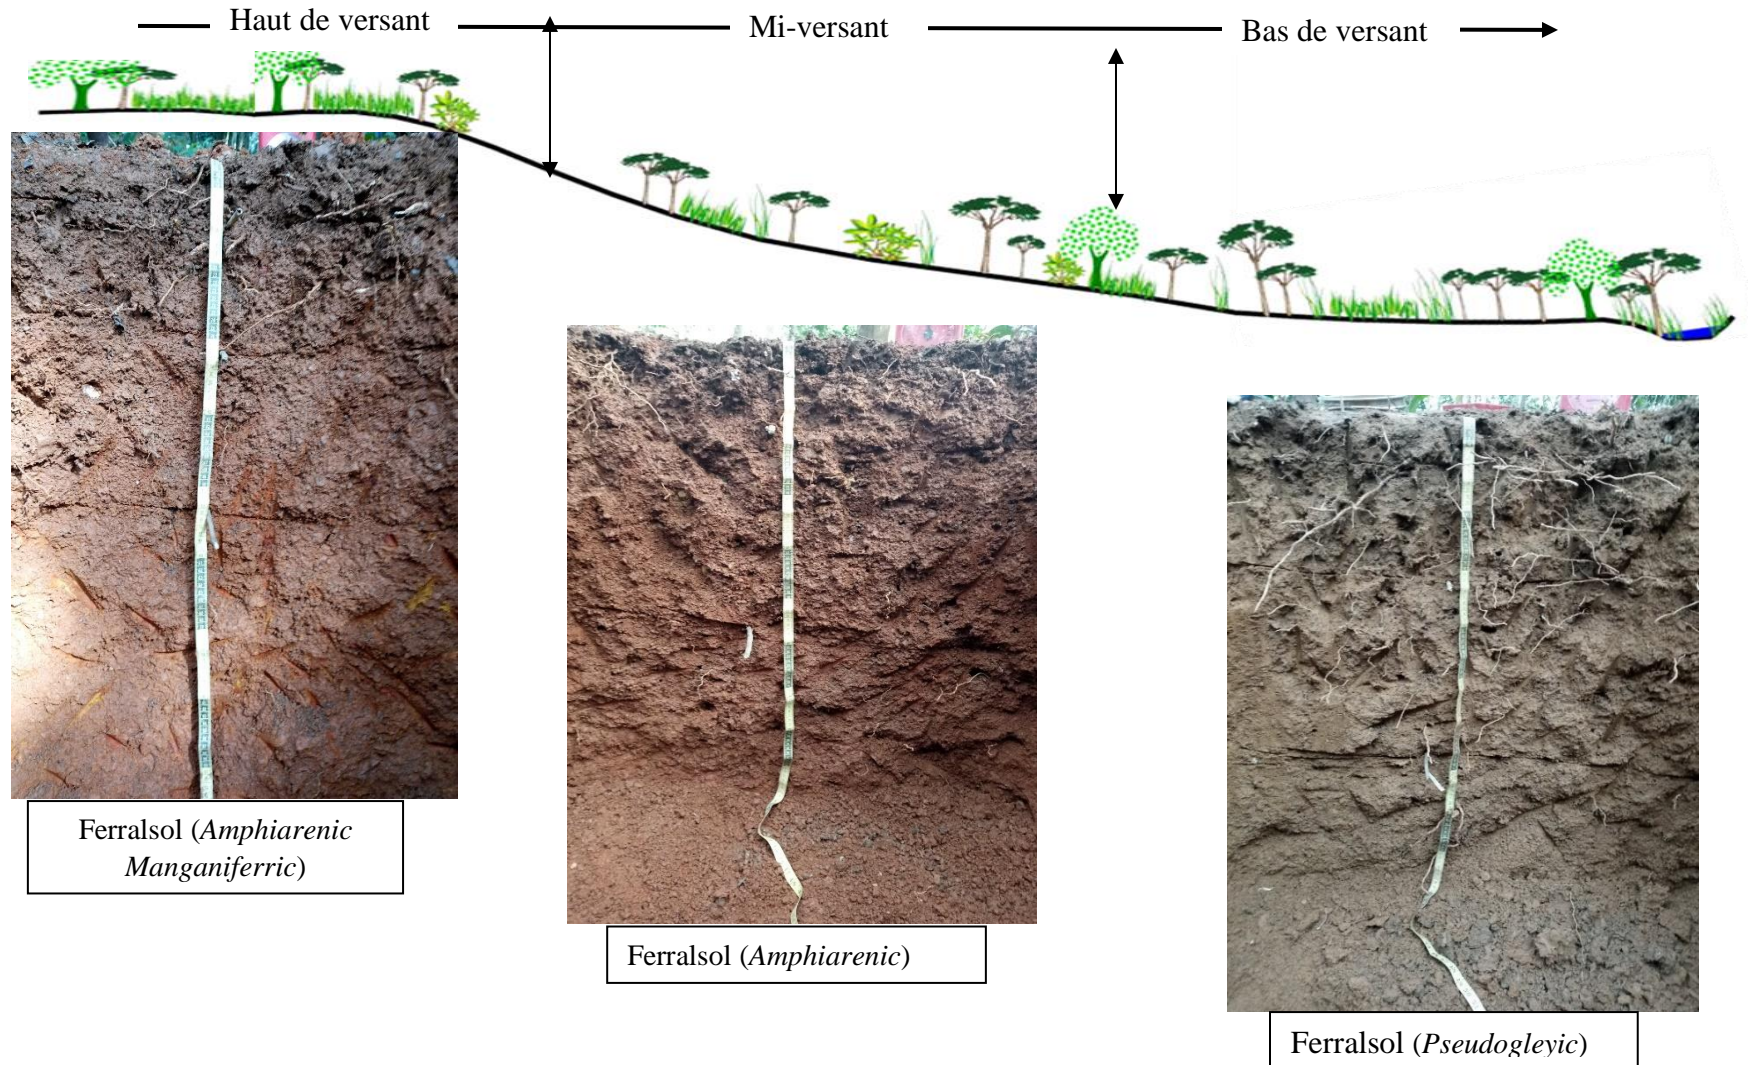 Haut de versant
Mi-versant
Bas de versant
Ferralsol (Amphiarenic
Manganiferric)
Ferralsol (Amphiarenic)
Ferralsol (Pseudogleyic)